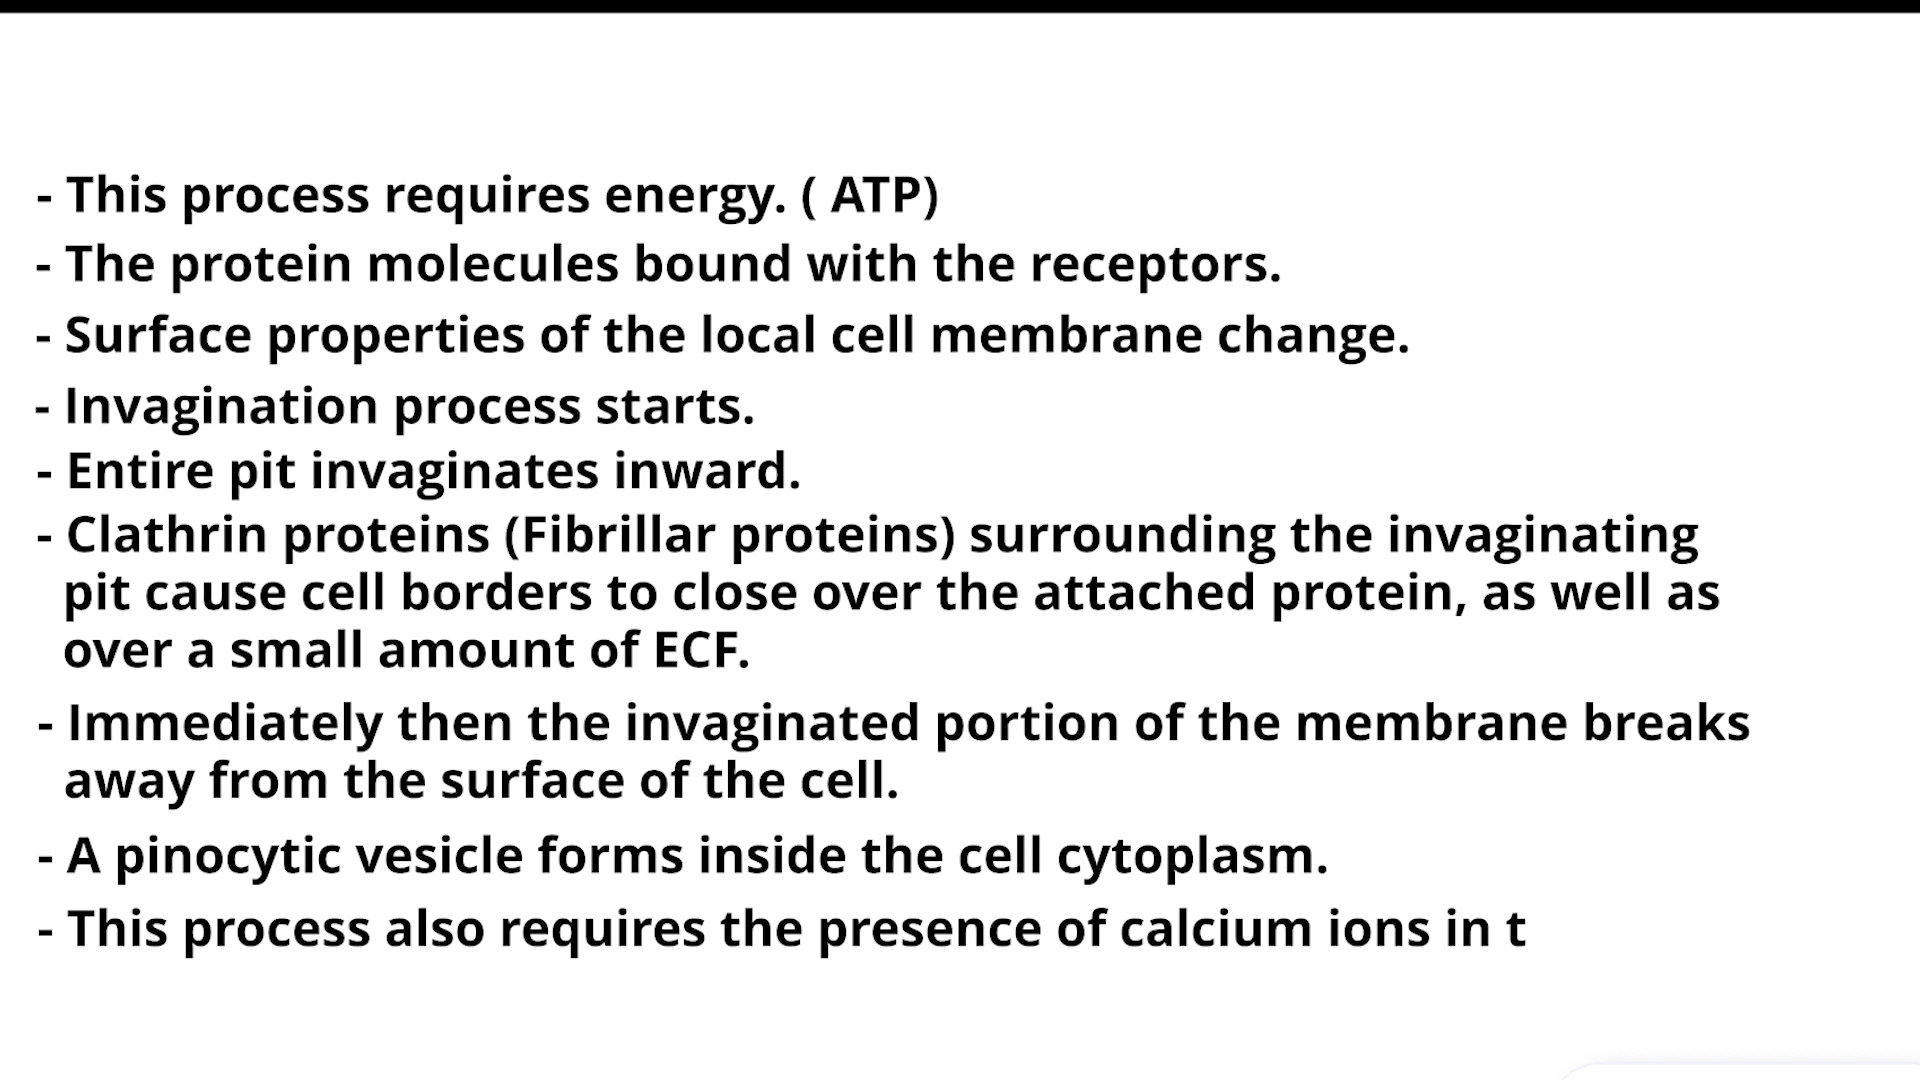 - This process requires energy. ( ATP)
- The protein molecules bound with the receptors.
- Surface properties of the local cell membrane change.
- Invagination process starts.
- Entire pit invaginates inward.
- Clathrin proteins (Fibrillar proteins) surrounding the invaginating
pit cause cell borders to close over the attached protein, as well as
over a small amount of ECF.
- Immediately then the invaginated portion of the membrane breaks
away from the surface of the cell.
- A pinocytic vesicle forms inside the cell cytoplasm.
- This process also requires the presence of calcium ions in t